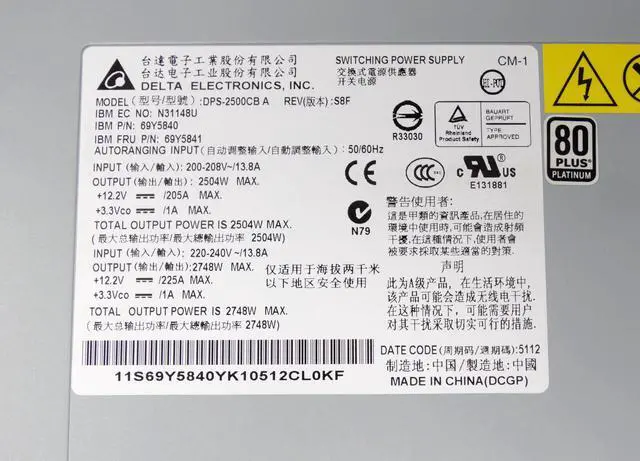 台達電子工業股份有限公司
台达电子工业股份有限公司
DELTA ELECTRONICS, INC.
SWITCHING POWER SUPPLY
交換式電源供應器
开关电源
CM-1
HI-POT
MODEL (型号/型號) :DPS-2500CB A REV(版本): S8F
IBM EC NO: N31148U
IBM P/N: 69Y5840
IBM FRU P/N: 69Y5841
AUTORANGING INPUT (自动调整输入/自動調整輸入) : 50/60Hz
INPUT (输入/輸入): 200-208V~/13.8A
OUTPUT (输出/輸出): 2504W MAX.
+12.2V ⎓ /205A MAX.
+3.3Vco ⎓ /1A MAX.
TOTAL OUTPUT POWER IS 2504W MAX.
(最大总输出功率/最大總輸出功率 2504W)
INPUT (输入/輸入): 220-240V~/13.8A
OUTPUT (输出/輸出): 2748W MAX.
+12.2V ⎓ /225A MAX.
+3.3Vco ⎓ /1A MAX.
TOTAL OUTPUT POWER IS 2748W MAX.
(最大总输出功率/最大總輸出功率 2748W)
仅适用于海拔两千米
以下地区安全使用
R33030
TÜV
Rheinland
Product Safety
BAUART
GEPRÜFT
TYPE
APPROVED
CE
CCC
c RU US
E131881
N79
警告使用者:
這是甲類的資訊產品,在居住的
環境中使用時,可能會造成射頻
干擾,在這種情況下,使用者會
被要求採取某些適當的對策.
声明
此为A级产品, 在生活环境中,
该产品可能会造成无线电干扰.
在这种情况下, 可能需要用户
对其干扰采取切实可行的措施.
11S69Y5840YK10512CL0KF
DATE CODE (周期码/週期碼): 5112
制造地: 中国/製造地: 中國
MADE IN CHINA(DCGP)
80
PLUS
PLATINUM